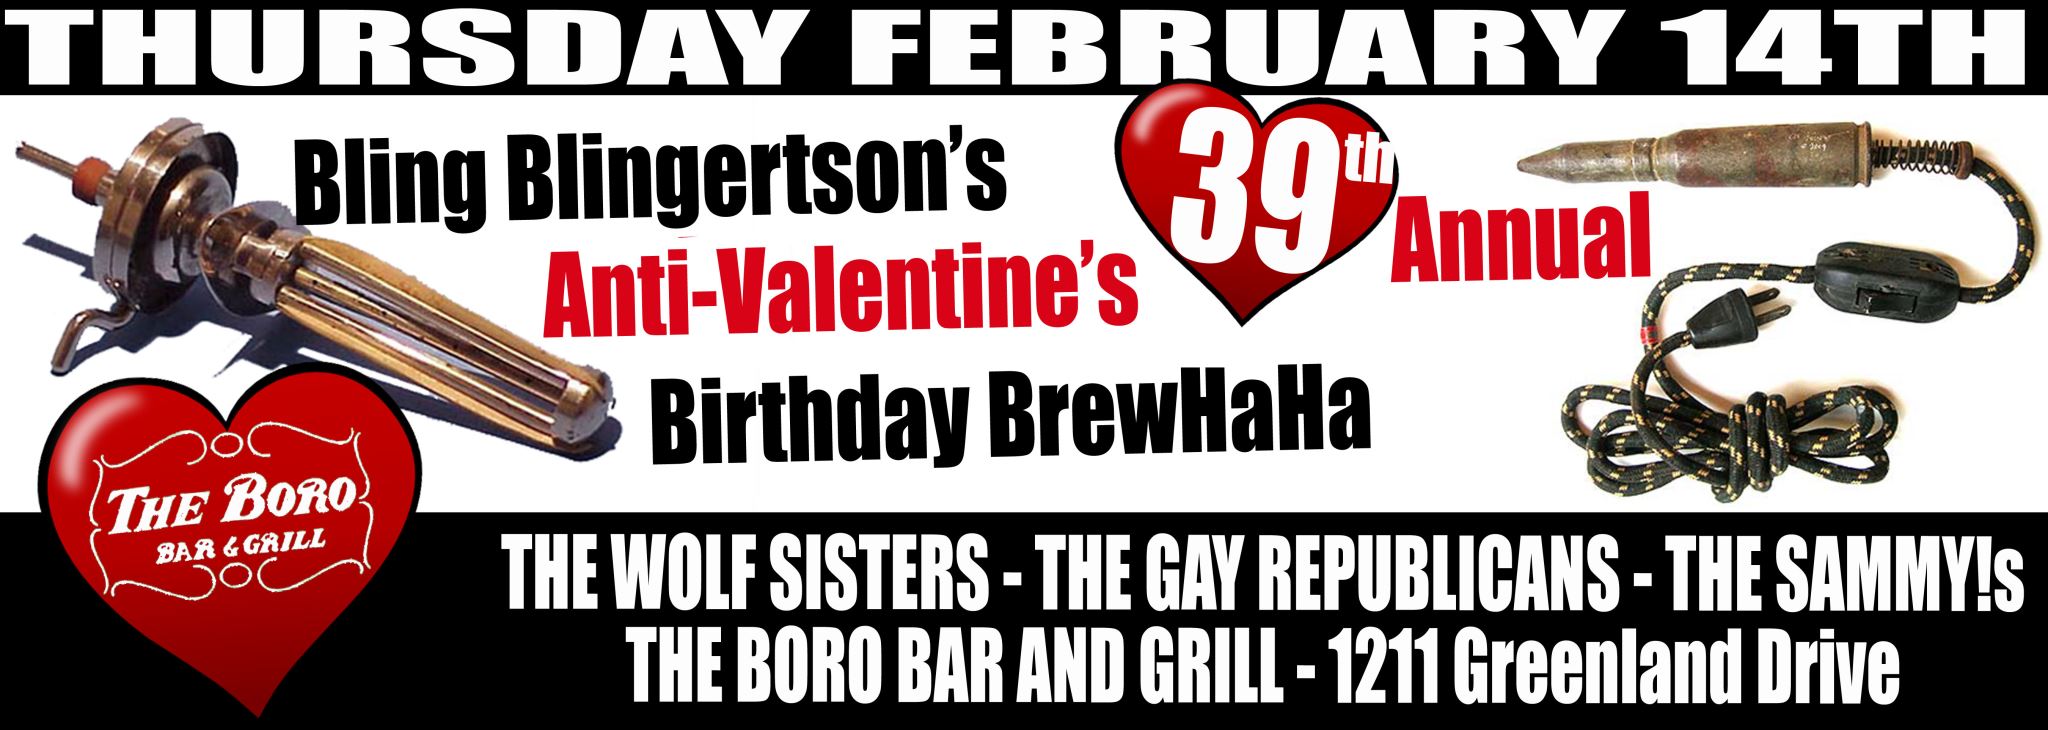 THURSDAY FEBRUARY 14TH
Bling Blingertson's
39th
Anti-Valentine's
Annual
Birthday BrewHaHa
THE BORO
BAR & GRILL
THE WOLF SISTERS - THE GAY REPUBLICANS - THE SAMMY!s
THE BORO BAR AND GRILL - 1211 Greenland Drive